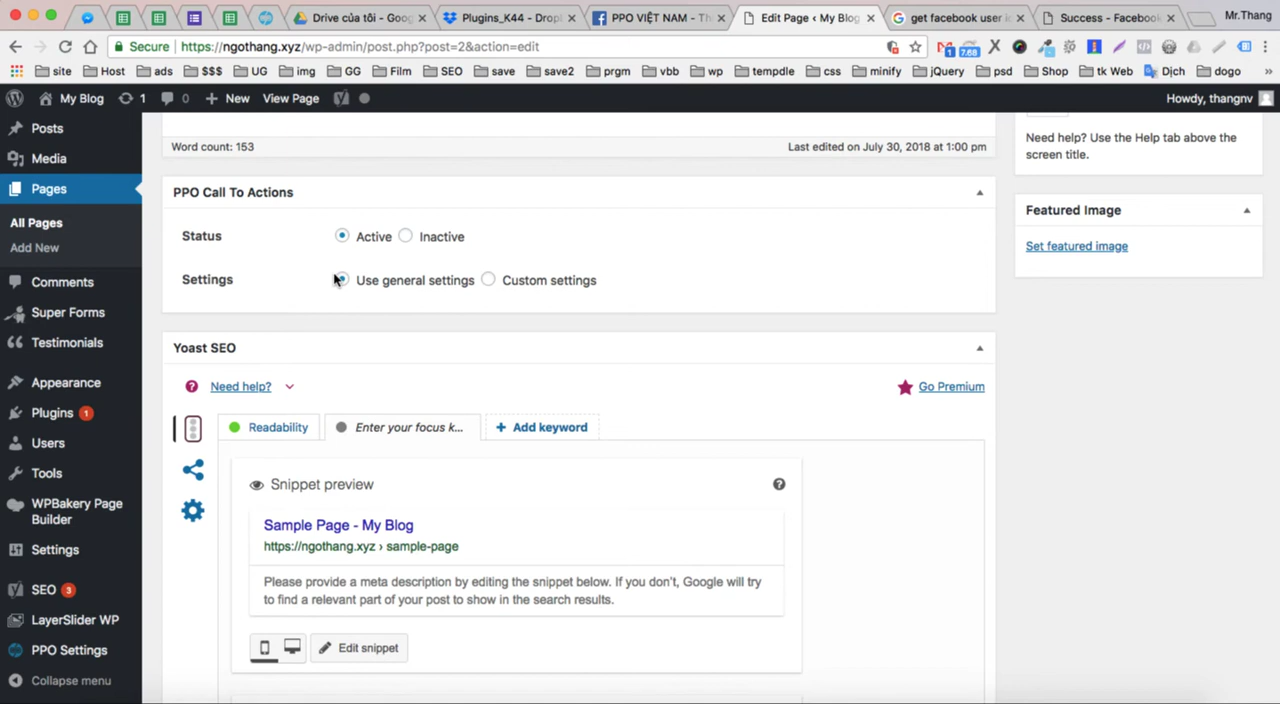 Drive của tôi - Goog
Plugins_K44 - Drop
PPO VIỆT NAM - Th
Edit Page ‹ My Blog
get facebook user i
Success - Facebook
Mr.Thang
Secure
https://ngothang.xyz/wp-admin/post.php?post=2&action=edit
1
7.68
site
Host
ads
$$$
UG
img
GG
Film
SEO
save
save2
prgm
vbb
wp
tempdle
css
minify
jQuery
psd
Shop
tk Web
Dịch
dogo
»
My Blog
1
0
+ New
View Page
Howdy, thangnv
Posts
Media
Pages
All Pages
Add New
Comments
Super Forms
Testimonials
Appearance
Plugins 1
Users
Tools
WPBakery Page
Builder
Settings
SEO 3
LayerSlider WP
PPO Settings
Collapse menu
Word count: 153
Last edited on July 30, 2018 at 1:00 pm
PPO Call To Actions
Status
Active
Inactive
Settings
Use general settings
Custom settings
Yoast SEO
Need help?
Go Premium
Readability
Enter your focus k...
+ Add keyword
Snippet preview
Sample Page - My Blog
https://ngothang.xyz › sample-page
Please provide a meta description by editing the snippet below. If you don't, Google will try
to find a relevant part of your post to show in the search results.
Edit snippet
Need help? Use the Help tab above the
screen title.
Featured Image
Set featured image